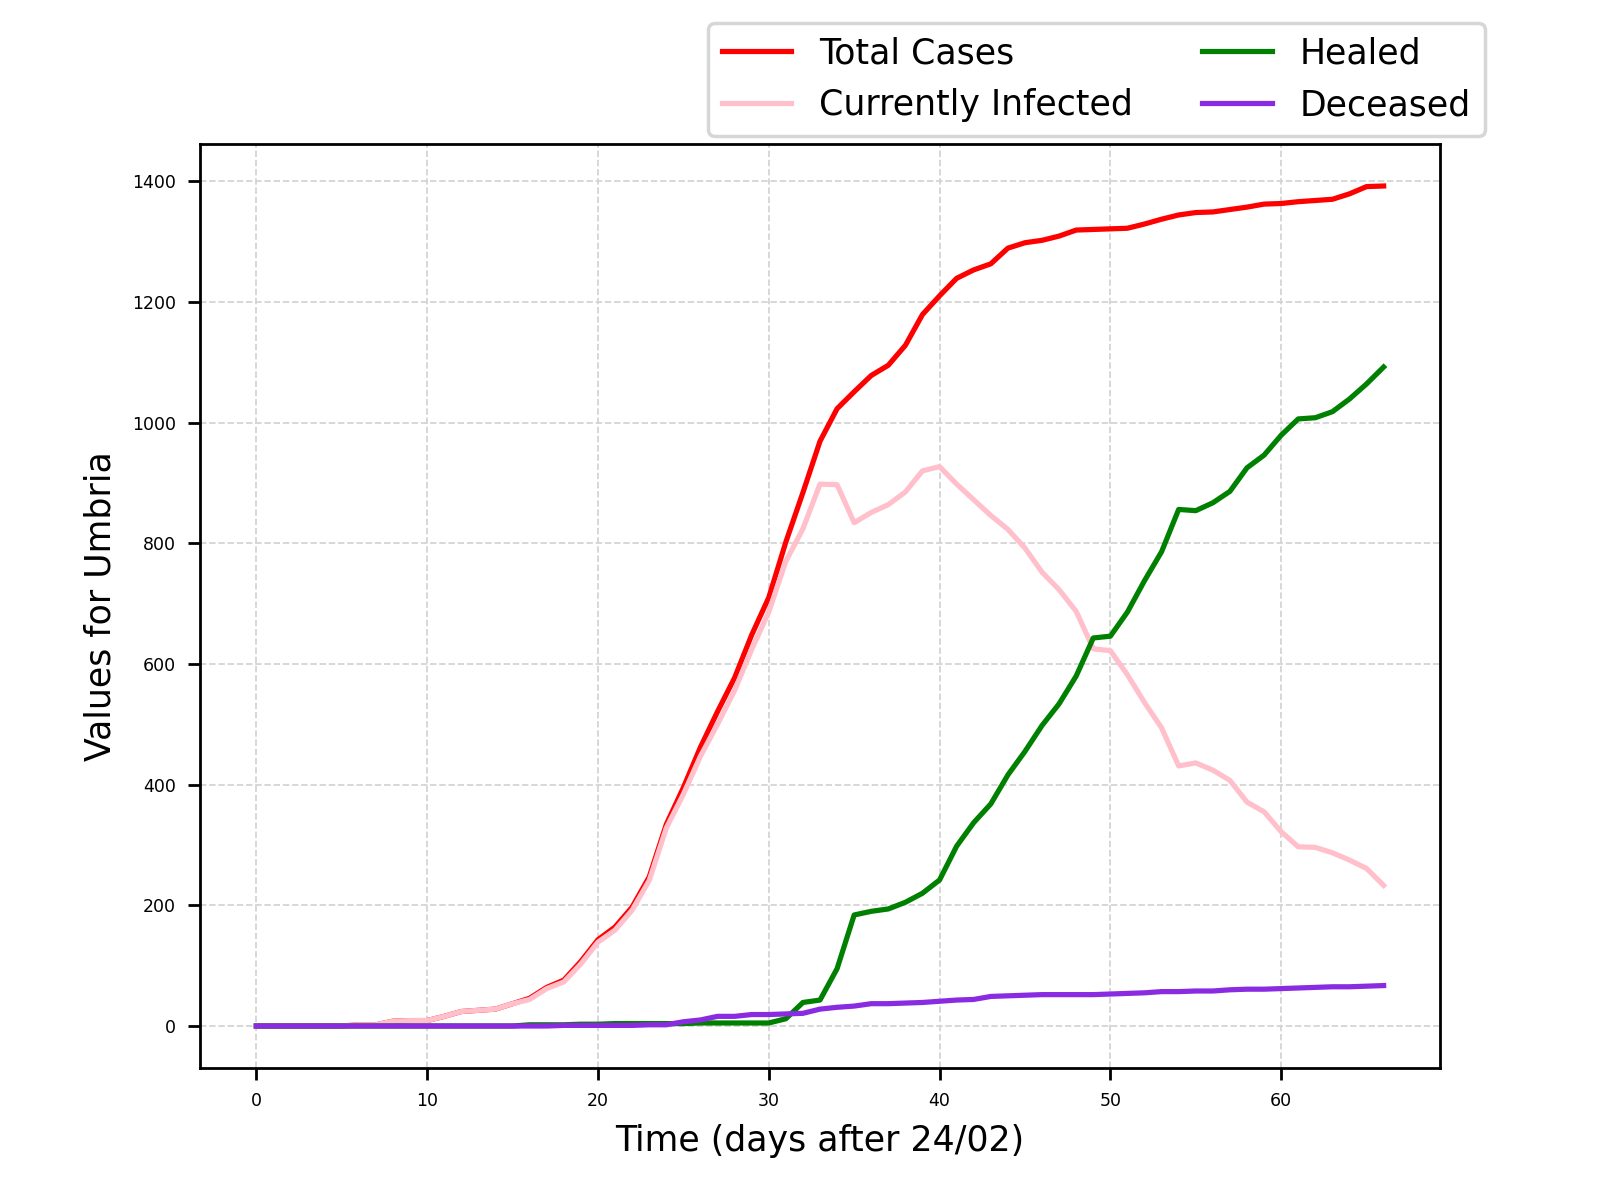 Total Cases
Currently Infected
Healed
Deceased
Values for Umbria
1400
1200
1000
800
600
400
200
0
0 10 20 30 40 50 60
Time (days after 24/02)